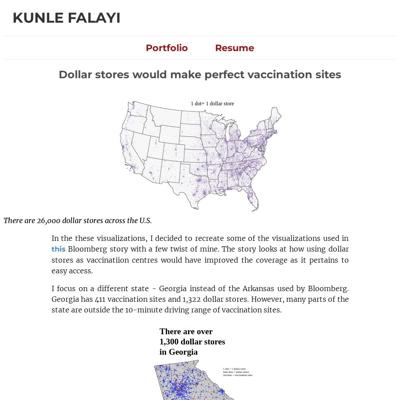 KUNLE FALAYI
Portfolio Resume
Dollar stores would make perfect vaccination sites
1 dot= 1 dollar store
There are 26,000 dollar stores across the U.S.
In the these visualizations, I decided to recreate some of the visualizations used in
this Bloomberg story with a few twist of mine. The story looks at how using dollar
stores as vaccinatiion centres would have improved the coverage as it pertains to
easy access.
I focus on a different state - Georgia instead of the Arkansas used by Bloomberg.
Georgia has 411 vaccination sites and 1,322 dollar stores. However, many parts of the
state are outside the 10-minute driving range of vaccination sites.
There are over
1,300 dollar stores
in Georgia